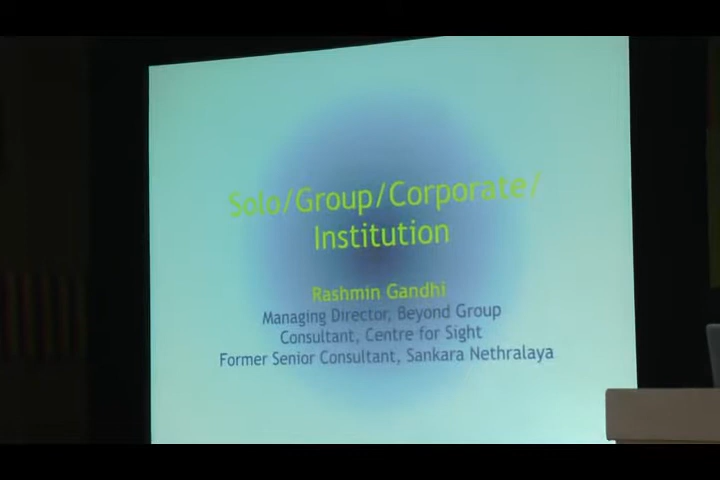 Solo/Group/Corporate/
Institution
Rashmin Gandhi
Managing Director, Beyond Group
Consultant, Centre for Sight
Former Senior Consultant, Sankara Nethralaya